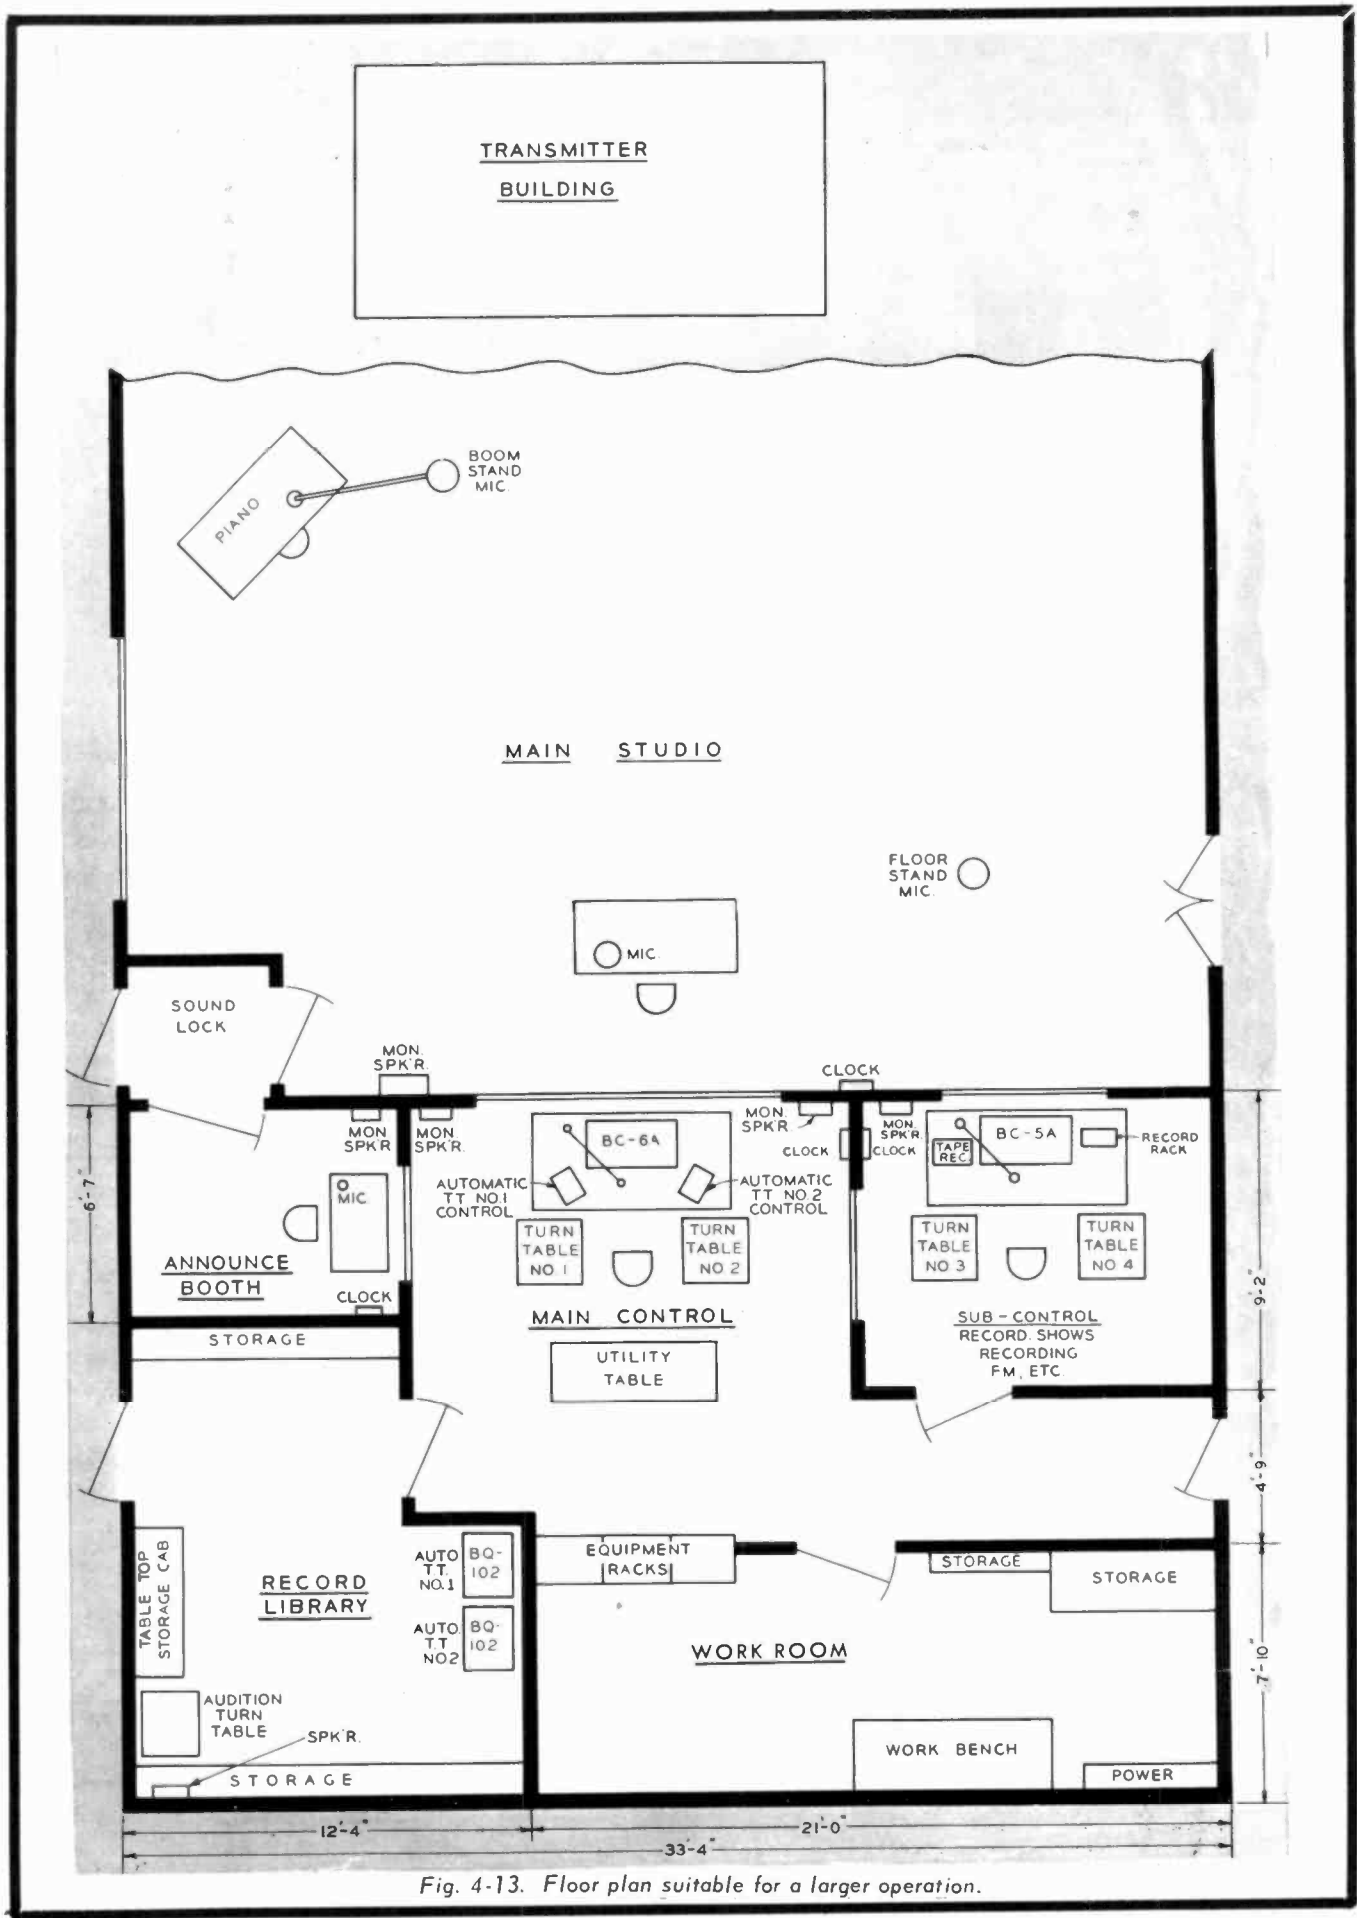 TRANSMITTER
BUILDING
BOOM
STAND
MIC.
PIANO
MAIN STUDIO
FLOOR
STAND
MIC.
MIC.
SOUND
LOCK
MON.
SPK'R.
CLOCK
MON.
SPK'R
MON.
SPK'R.
MON.
SPK'R
CLOCK
MON.
SPK'R.
CLOCK
BC-6A
BC-5A
TAPE
REC.
RECORD
RACK
AUTOMATIC
TT NO.1
CONTROL
AUTOMATIC
TT NO.2
CONTROL
MIC
6'-7"
ANNOUNCE
BOOTH
CLOCK
TURN
TABLE
NO.1
TURN
TABLE
NO.2
TURN
TABLE
NO.3
TURN
TABLE
NO 4
9'-2"
MAIN CONTROL
SUB-CONTROL
RECORD. SHOWS
RECORDING
FM, ETC.
STORAGE
UTILITY
TABLE
4'-9"
TABLE TOP
STORAGE CAB
RECORD
LIBRARY
AUTO
T.T.
NO.1
BQ-
102
AUTO.
T.T
NO2
BQ-
102
EQUIPMENT
RACKS
STORAGE
STORAGE
WORK ROOM
7'-10"
AUDITION
TURN
TABLE
SPK'R.
STORAGE
WORK BENCH
POWER
12'-4"
21'-0"
33-4"
Fig. 4-13. Floor plan suitable for a larger operation.